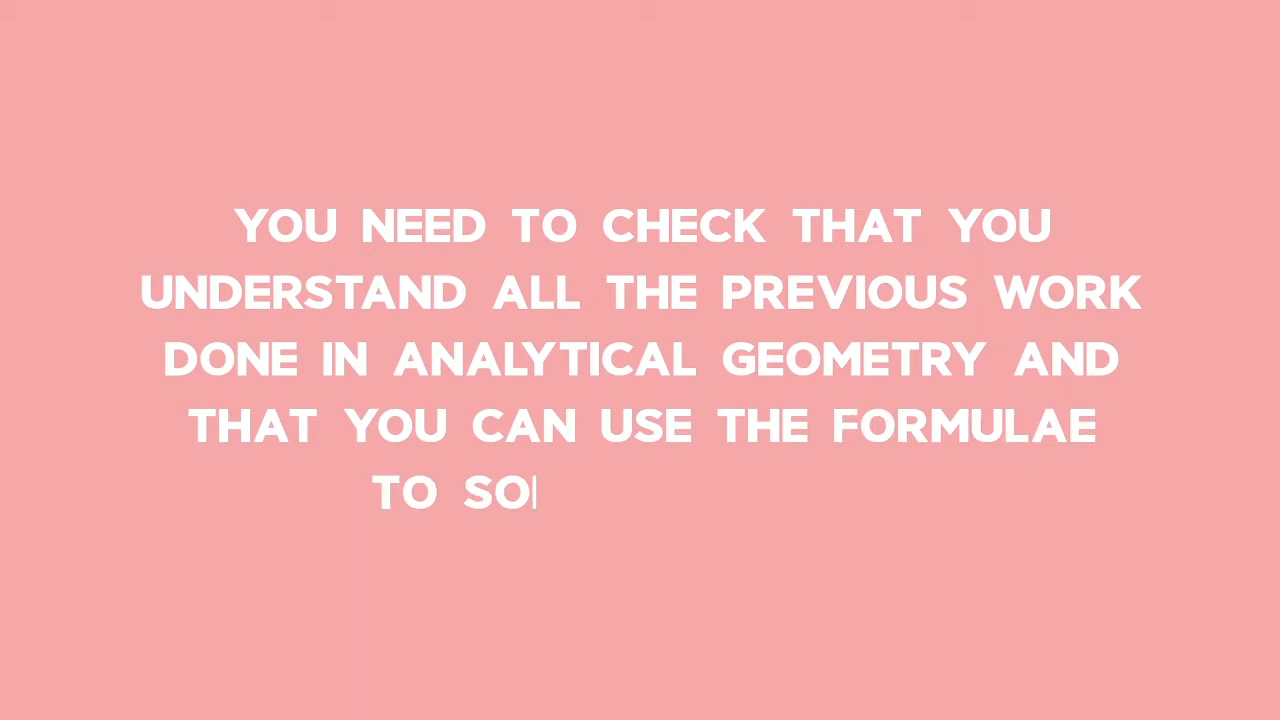 YOU NEED TO CHECK THAT YOU
UNDERSTAND ALL THE PREVIOUS WORK
DONE IN ANALYTICAL GEOMETRY AND
THAT YOU CAN USE THE FORMULAE
TO